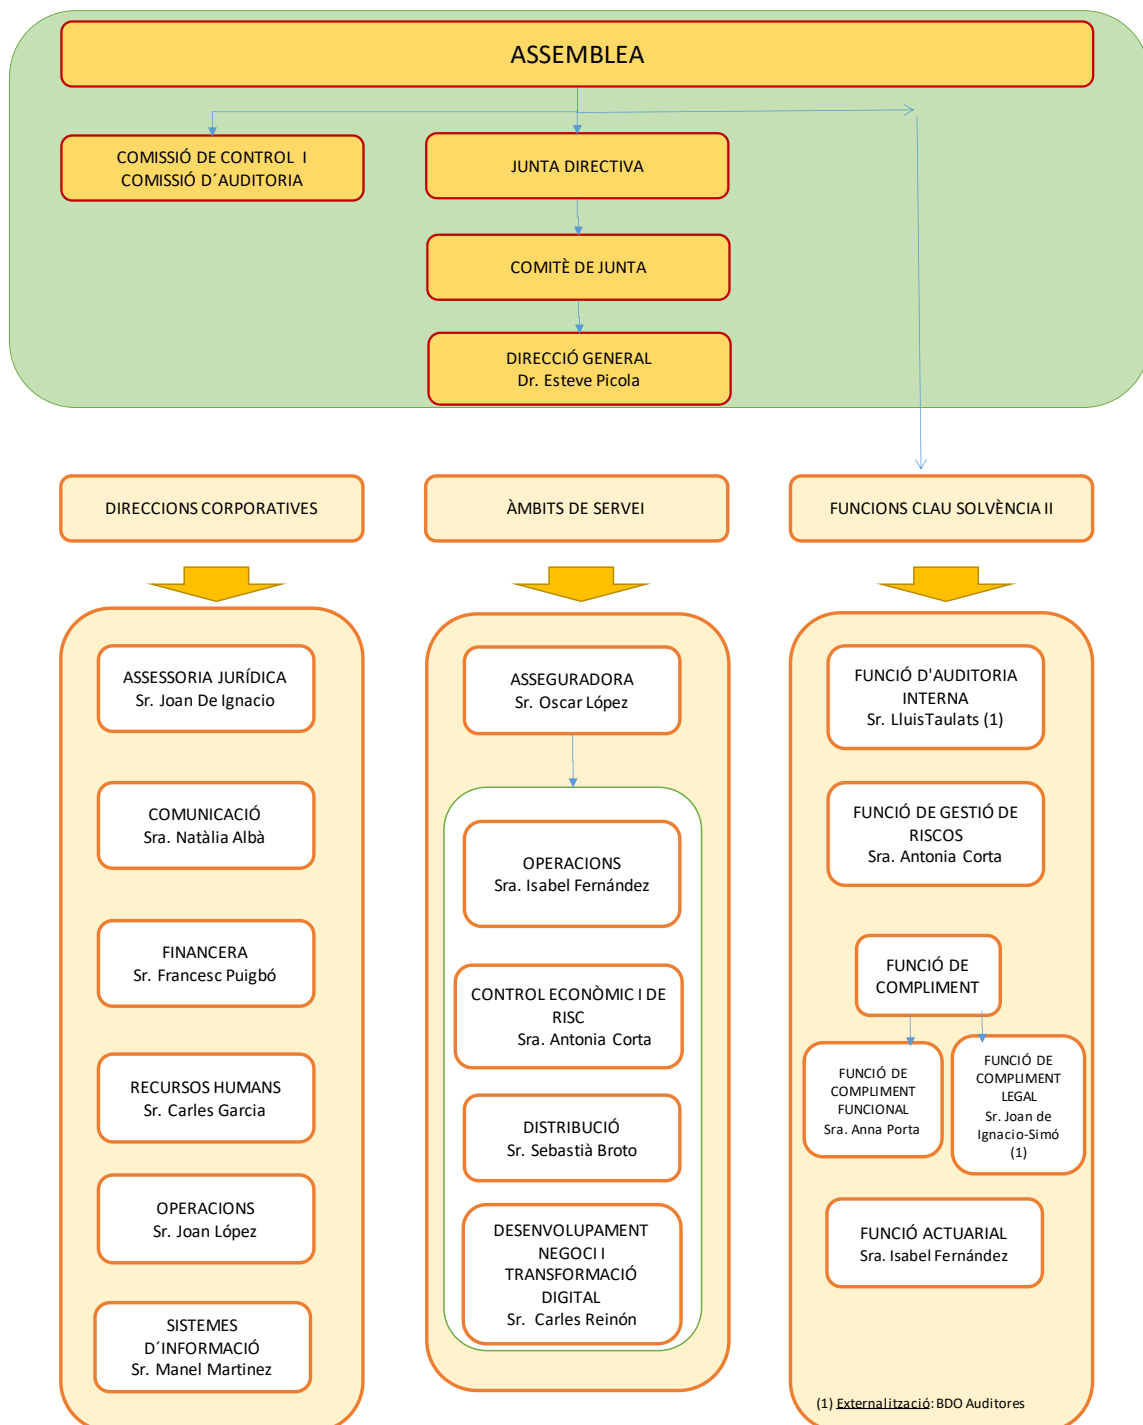 ASSEMBLEA
COMISSIÓ DE CONTROL I
COMISSIÓ D´AUDITORIA
JUNTA DIRECTIVA
COMITÈ DE JUNTA
DIRECCIÓ GENERAL
Dr. Esteve Picola
DIRECCIONS CORPORATIVES
ASSESSORIA JURÍDICA
Sr. Joan De Ignacio
COMUNICACIÓ
Sra. Natàlia Albà
FINANCERA
Sr. Francesc Puigbó
RECURSOS HUMANS
Sr. Carles Garcia
OPERACIONS
Sr. Joan López
SISTEMES
D´INFORMACIÓ
Sr. Manel Martinez
ÀMBITS DE SERVEI
ASSEGURADORA
Sr. Oscar López
OPERACIONS
Sra. Isabel Fernández
CONTROL ECONÒMIC I DE
RISC
Sra. Antonia Corta
DISTRIBUCIÓ
Sr. Sebastià Broto
DESENVOLUPAMENT
NEGOCI I
TRANSFORMACIÓ
DIGITAL
Sr. Carles Reinón
FUNCIONS CLAU SOLVÈNCIA II
FUNCIÓ D'AUDITORIA
INTERNA
Sr. LluisTaulats (1)
FUNCIÓ DE GESTIÓ DE
RISCOS
Sra. Antonia Corta
FUNCIÓ DE
COMPLIMENT
FUNCIÓ DE
COMPLIMENT
FUNCIONAL
Sra. Anna Porta
FUNCIÓ DE
COMPLIMENT
LEGAL
Sr. Joan de
Ignacio-Simó
(1)
FUNCIÓ ACTUARIAL
Sra. Isabel Fernández
(1) Externalització: BDO Auditores